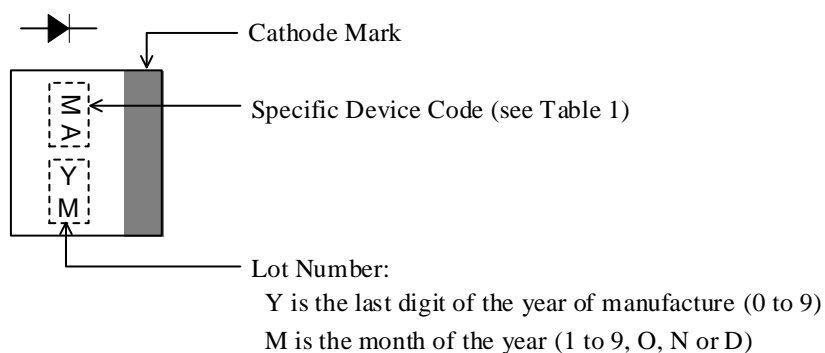 Cathode Mark
M A
Specific Device Code (see Table 1)
Y
M
Lot Number:
Y is the last digit of the year of manufacture (0 to 9)
M is the month of the year (1 to 9, O, N or D)